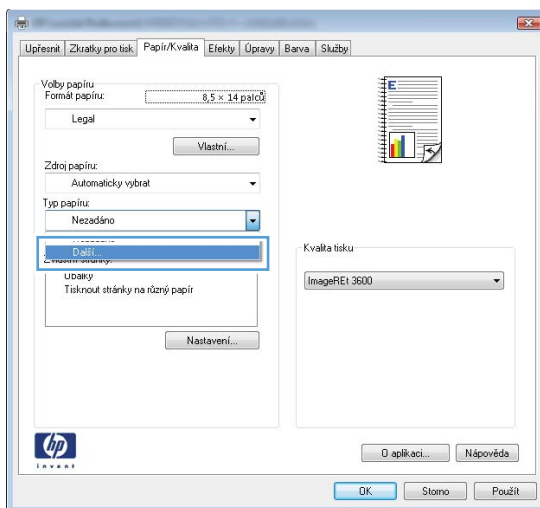 Upřesnit Zkratky pro tisk Papír/Kvalita Efekty Úpravy Barva Služby
Volby papíru
Formát papíru: 8,5 × 14 palců
Legal
Vlastní...
Zdroj papíru:
Automaticky vybrat
Typ papíru:
Nezadáno
Další...
Obálky
Tisknout stránky na různý papír
Nastavení...
Kvalita tisku
ImageREt 3600
E
hp
invent
O aplikaci... Nápověda
OK Storno Použít